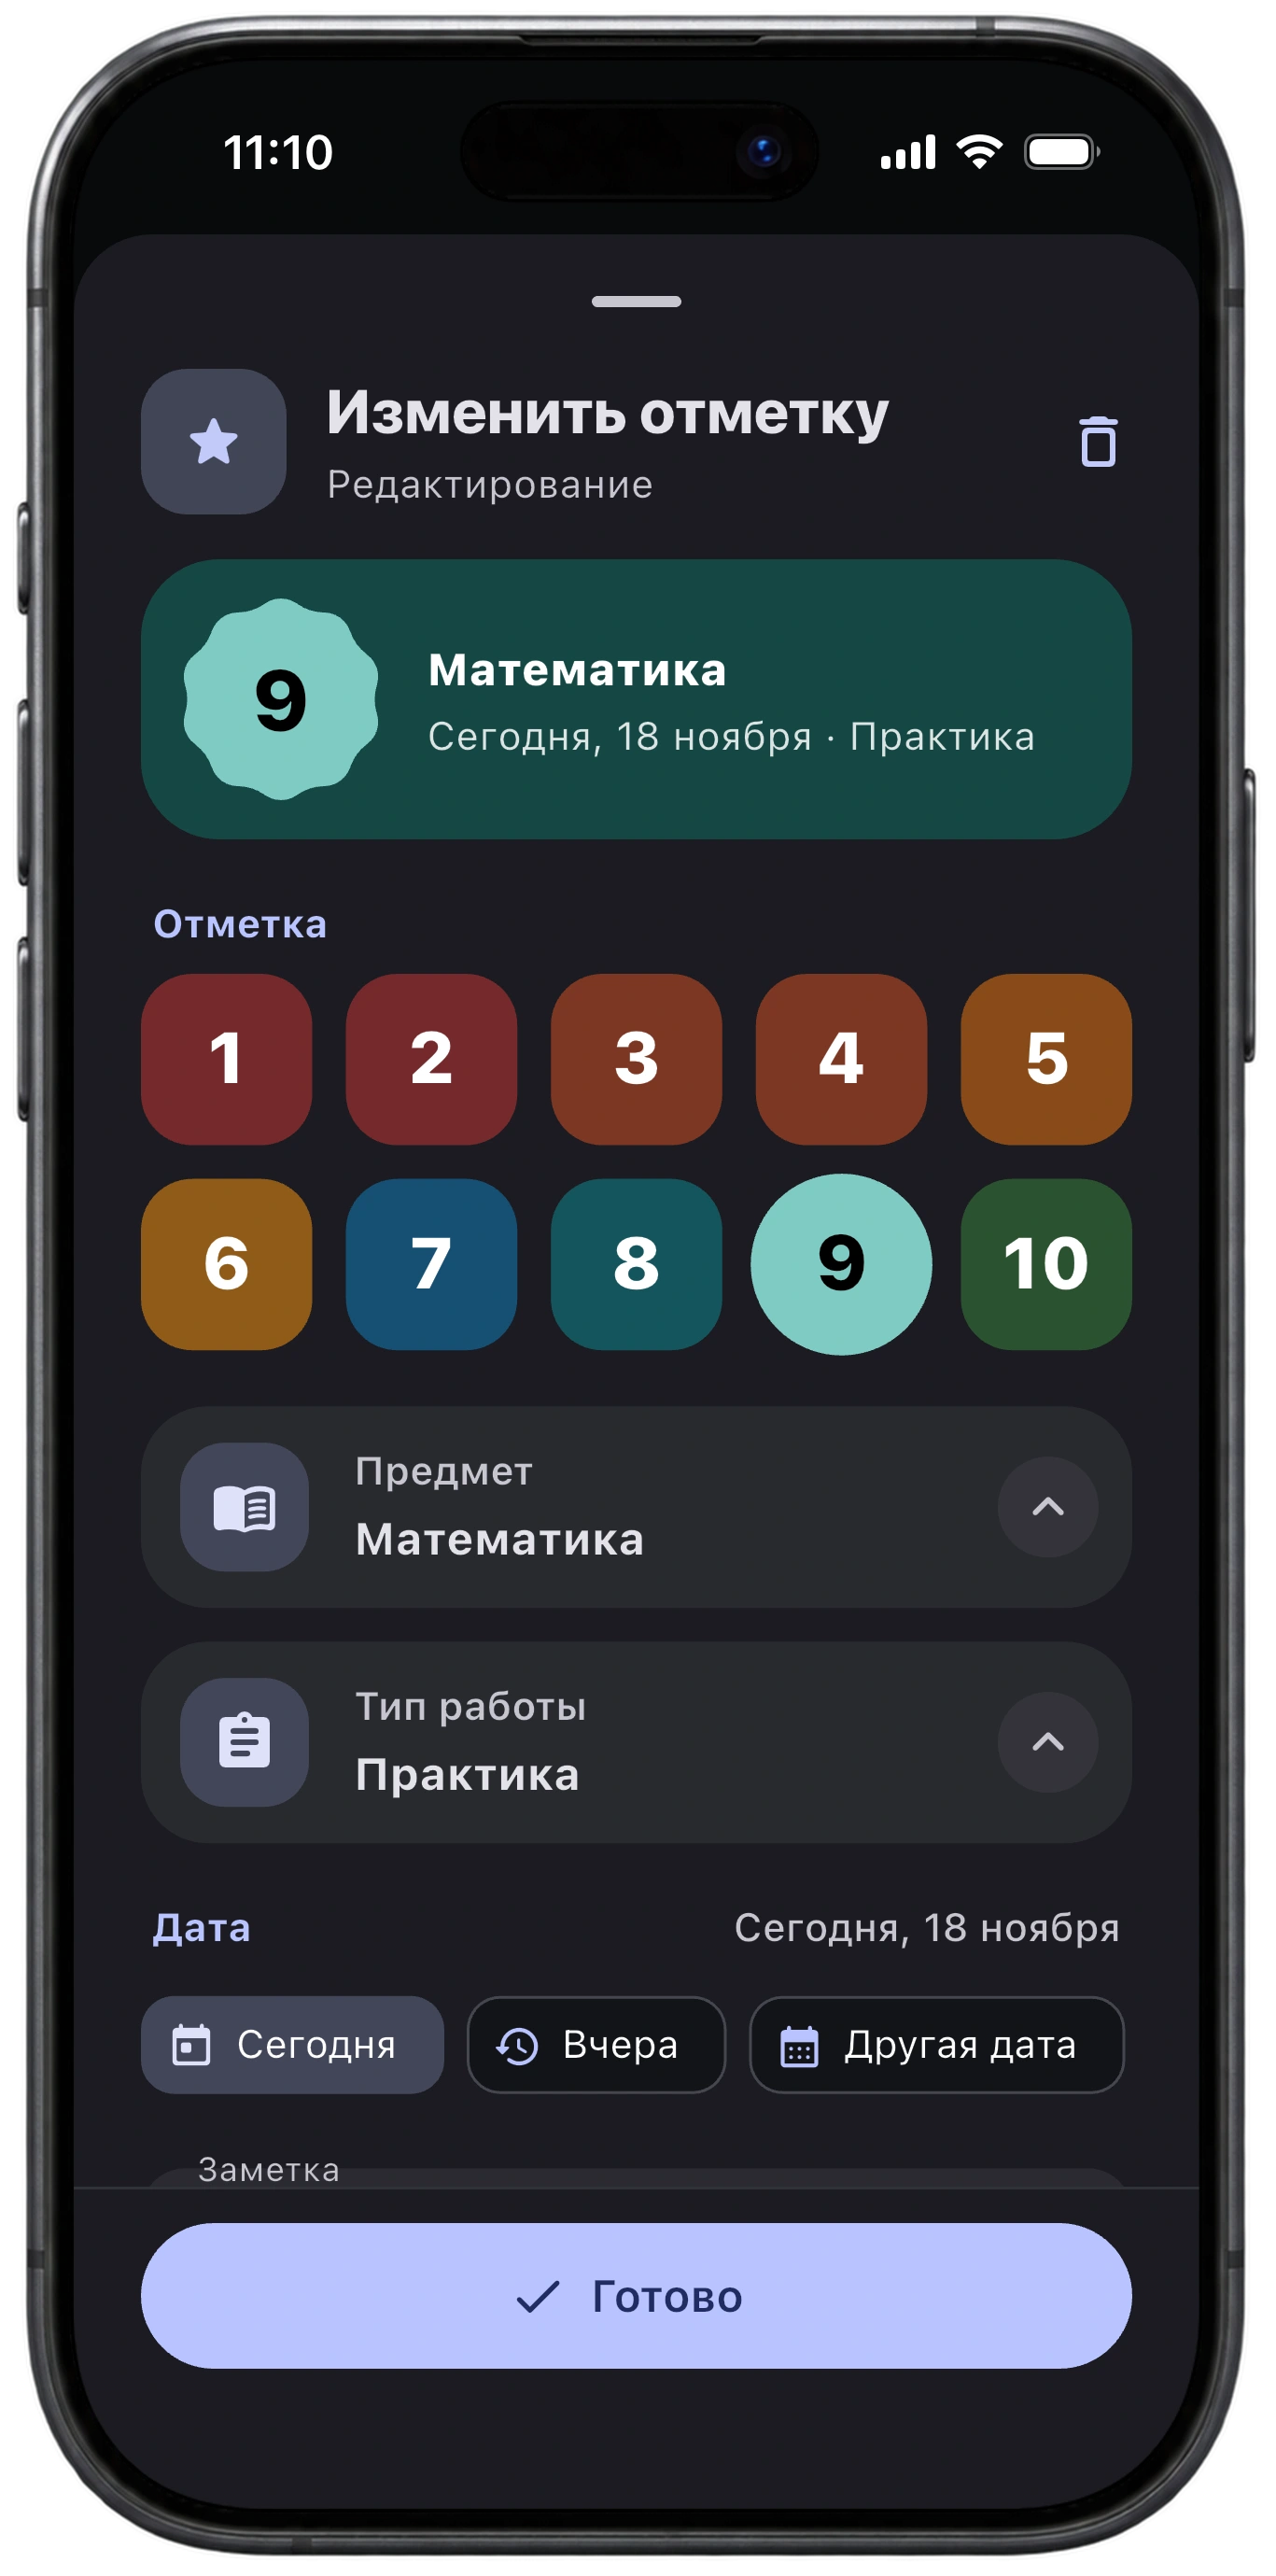 11:10
Изменить отметку
Редактирование
9
Математика
Сегодня, 18 ноября · Практика
Отметка
1 2 3 4 5
6 7 8 9 10
Предмет
Математика
Тип работы
Практика
Дата Сегодня, 18 ноября
Сегодня Вчера Другая дата
Заметка
Готово